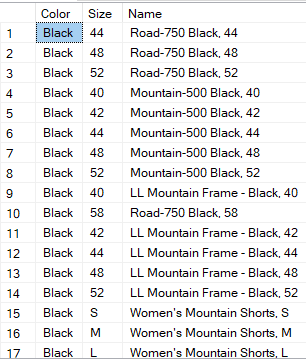 Color Size Name
1 Black 44 Road-750 Black, 44
2 Black 48 Road-750 Black, 48
3 Black 52 Road-750 Black, 52
4 Black 40 Mountain-500 Black, 40
5 Black 42 Mountain-500 Black, 42
6 Black 44 Mountain-500 Black, 44
7 Black 48 Mountain-500 Black, 48
8 Black 52 Mountain-500 Black, 52
9 Black 40 LL Mountain Frame - Black, 40
10 Black 58 Road-750 Black, 58
11 Black 42 LL Mountain Frame - Black, 42
12 Black 44 LL Mountain Frame - Black, 44
13 Black 48 LL Mountain Frame - Black, 48
14 Black 52 LL Mountain Frame - Black, 52
15 Black S Women's Mountain Shorts, S
16 Black M Women's Mountain Shorts, M
17 Black L Women's Mountain Shorts, L